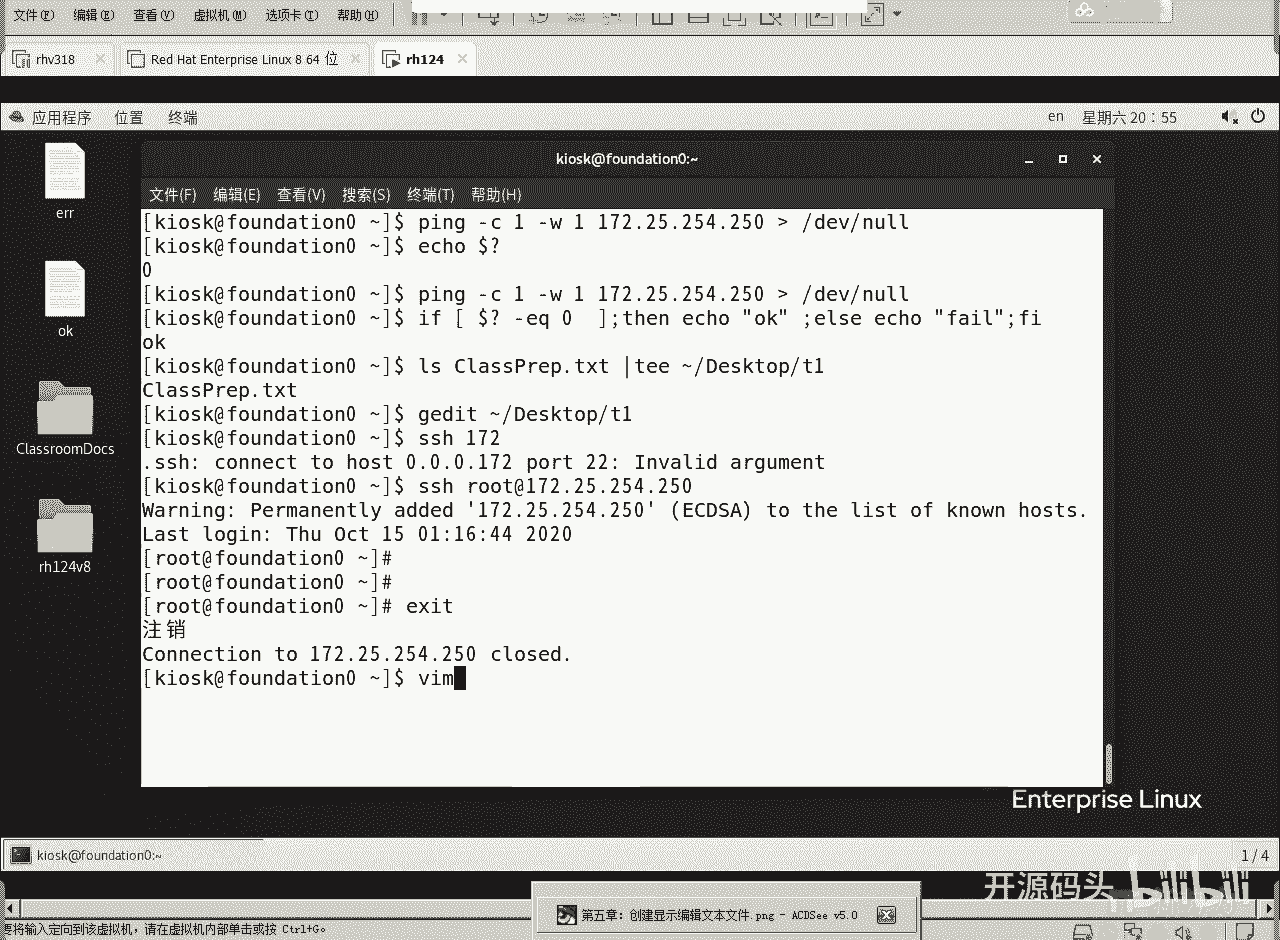 文件(F) 编辑(E) 查看(V) 虚拟机(M) 选项卡(T) 帮助(H)
rhv318 Red Hat Enterprise Linux 8 64 位 rh124
应用程序 位置 终端 en 星期六 20：55
err
ok
ClassroomDocs
rh124v8
kiosk@foundation0:~
文件(F) 编辑(E) 查看(V) 搜索(S) 终端(T) 帮助(H)
[kiosk@foundation0 ~]$ ping -c 1 -w 1 172.25.254.250 > /dev/null
[kiosk@foundation0 ~]$ echo $?
0
[kiosk@foundation0 ~]$ ping -c 1 -w 1 172.25.254.250 > /dev/null
[kiosk@foundation0 ~]$ if [ $? -eq 0  ];then echo "ok" ;else echo "fail";fi
ok
[kiosk@foundation0 ~]$ ls ClassPrep.txt |tee ~/Desktop/t1
ClassPrep.txt
[kiosk@foundation0 ~]$ gedit ~/Desktop/t1
[kiosk@foundation0 ~]$ ssh 172
.ssh: connect to host 0.0.0.172 port 22: Invalid argument
[kiosk@foundation0 ~]$ ssh root@172.25.254.250
Warning: Permanently added '172.25.254.250' (ECDSA) to the list of known hosts.
Last login: Thu Oct 15 01:16:44 2020
[root@foundation0 ~]#
[root@foundation0 ~]#
[root@foundation0 ~]# exit
注销
Connection to 172.25.254.250 closed.
[kiosk@foundation0 ~]$ vim
Enterprise Linux
kiosk@foundation0:~ 1 / 4
开源码头 bilibili
第五章：创建显示编辑文本文件.png - ACDSee v5.0
要将输入定向到该虚拟机，请在虚拟机内部单击或按 Ctrl+G。